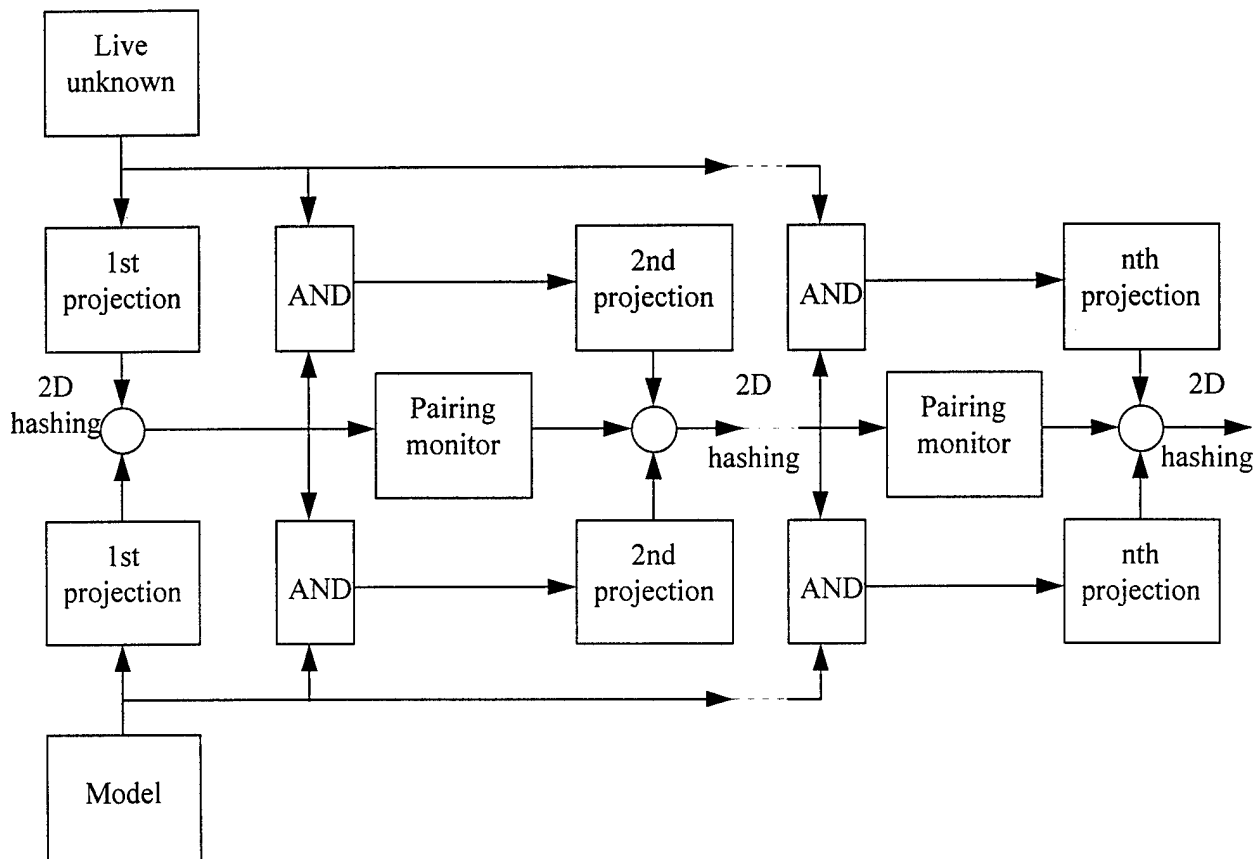 Live
unknown
1st
projection
AND
2nd
projection
AND
nth
projection
2D
hashing
Pairing
monitor
2D
hashing
Pairing
monitor
2D
hashing
1st
projection
AND
2nd
projection
AND
nth
projection
Model